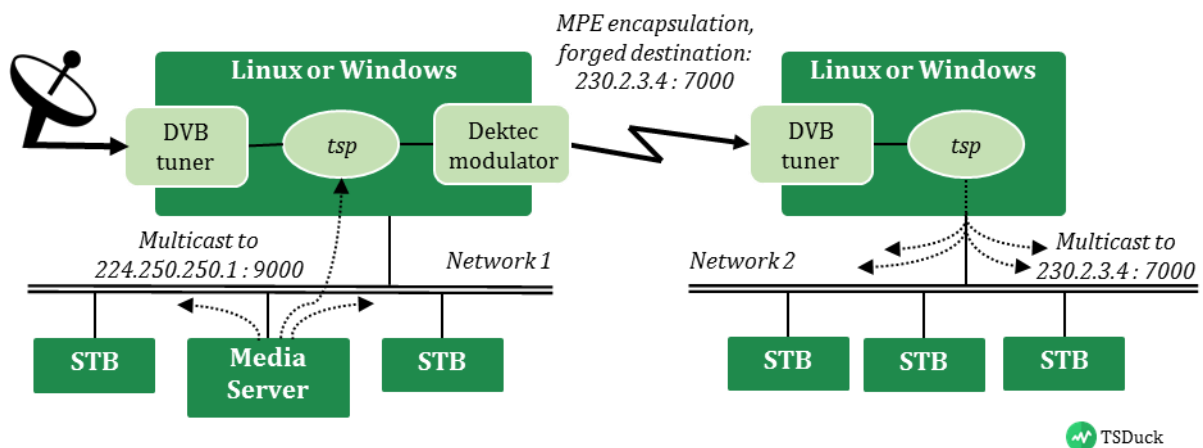 MPE encapsulation,
forged destination:
230.2.3.4 : 7000
Linux or Windows
DVB
tuner
tsp
Dektec
modulator
Linux or Windows
DVB
tuner
tsp
Multicast to
224.250.250.1 : 9000
Network 1
Network 2
Multicast to
230.2.3.4 : 7000
STB
Media
Server
STB
STB
STB
STB
TSDuck